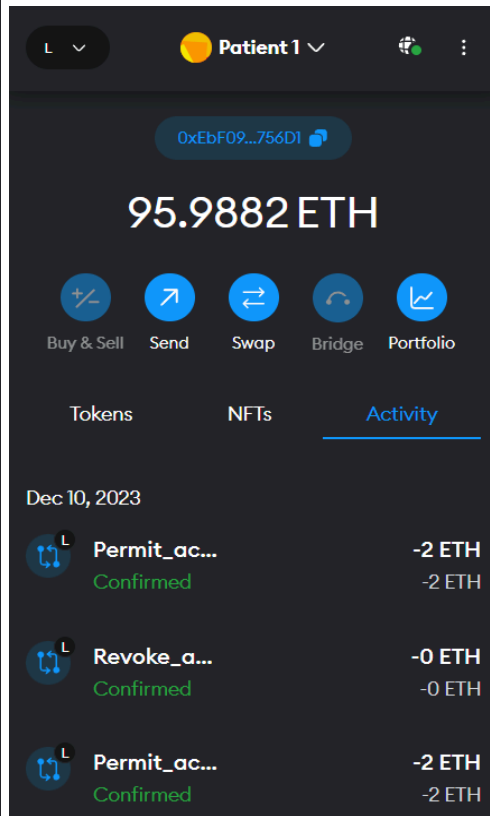 L Patient 1
0xEbF09...756D1
95.9882 ETH
Buy & Sell Send Swap Bridge Portfolio
Tokens NFTs Activity
Dec 10, 2023
L Permit_ac... -2 ETH
Confirmed -2 ETH
L Revoke_a... -0 ETH
Confirmed -0 ETH
L Permit_ac... -2 ETH
Confirmed -2 ETH